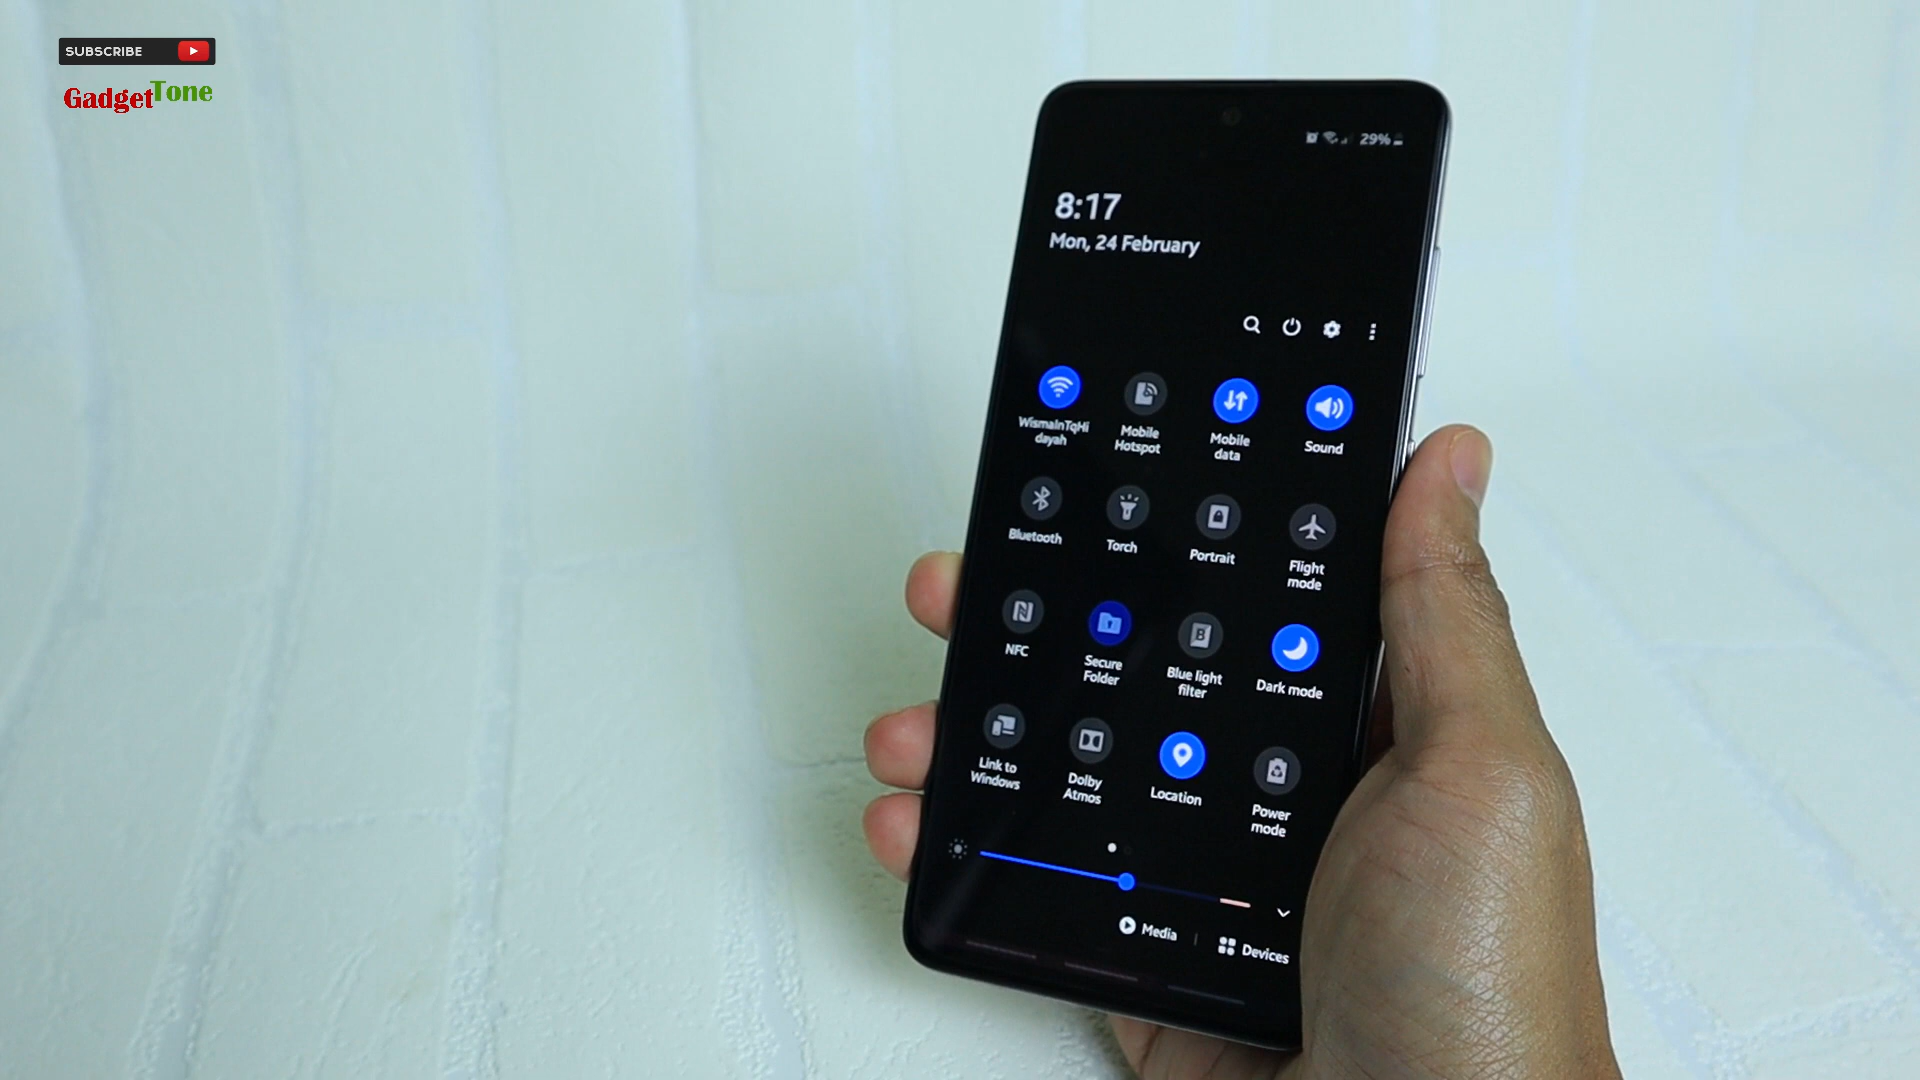 SUBSCRIBE
GadgetTone
29%
8:17
Mon, 24 February
WismaInTqHi
dayah
Mobile
Hotspot
Mobile
data
Sound
Bluetooth
Torch
Portrait
Flight
mode
NFC
Secure
Folder
B
Blue light
filter
Dark mode
Link to
Windows
Dolby
Atmos
Location
Power
mode
Media
Devices